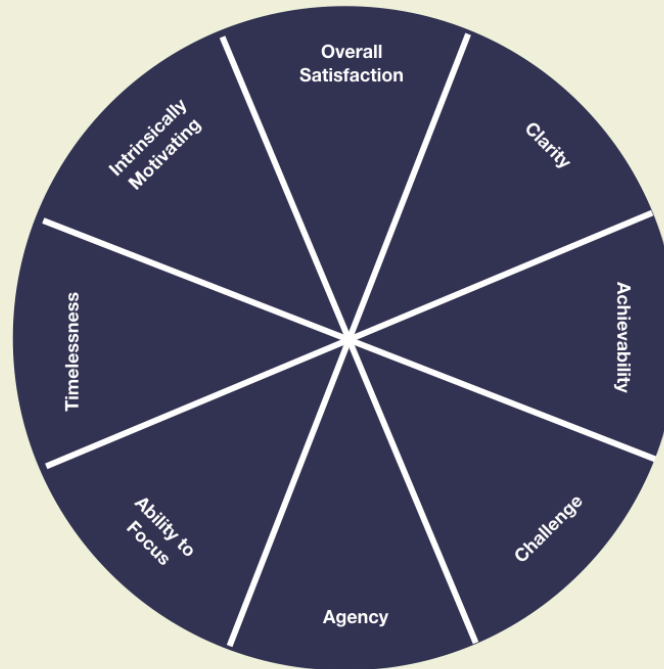 Overall
Satisfaction
Clarity
Achievability
Challenge
Agency
Ability to
Focus
Timelessness
Intrinsically
Motivating